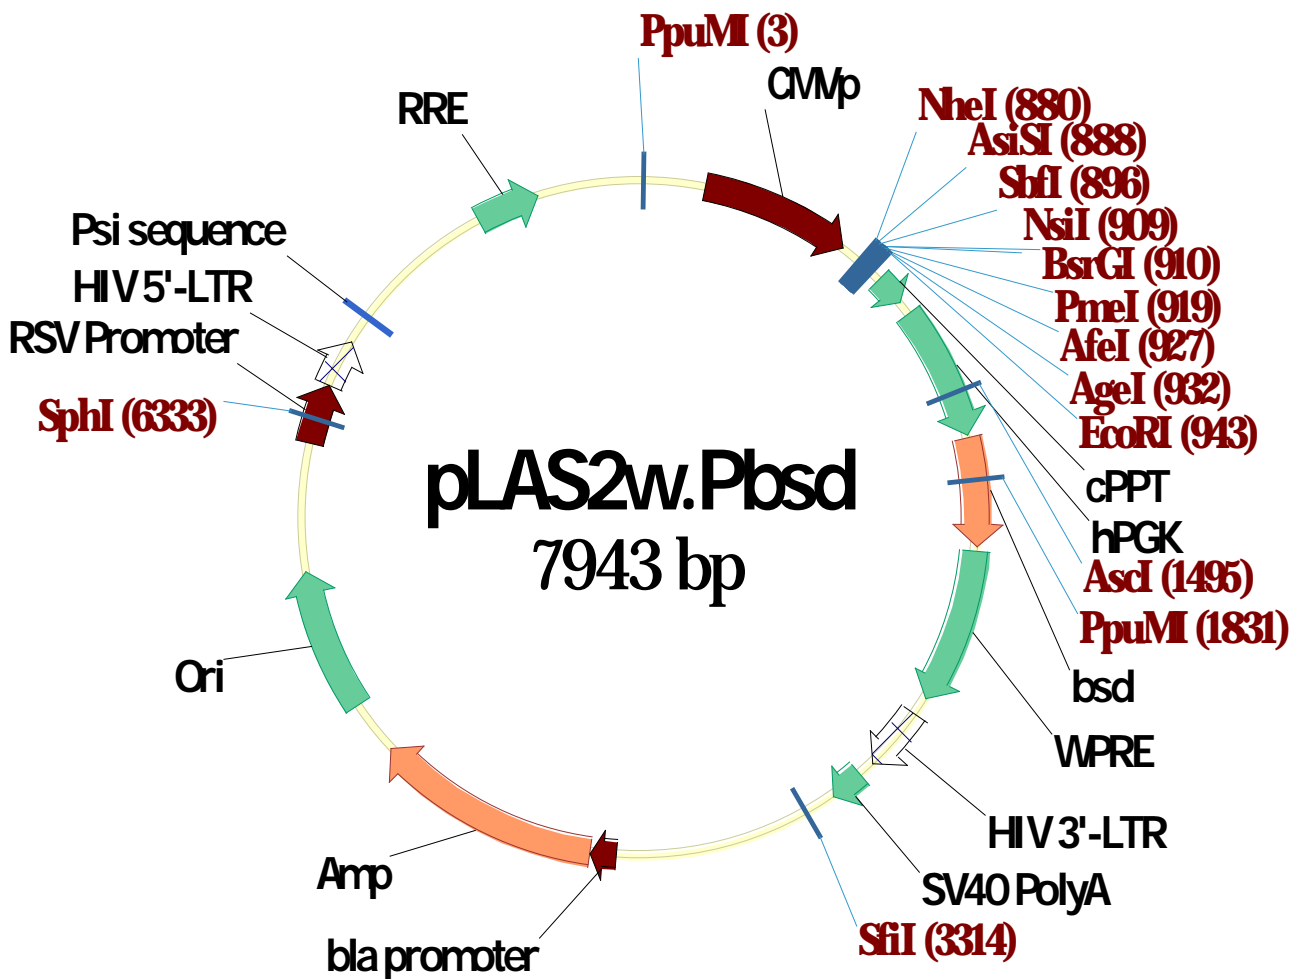 PpuMI (3)
CMVp
RRE
NheI (880)
AsiSI (888)
SbfI (896)
NsiI (909)
BsrGI (910)
PmeI (919)
AfeI (927)
AgeI (932)
EcoRI (943)
cPPT
hPGK
AscI (1495)
PpuMI (1831)
bsd
WPRE
HIV 3'-LTR
SV40 PolyA
SfiI (3314)
bla promoter
Amp
Ori
SphI (6333)
RSV Promoter
HIV 5'-LTR
Psi sequence
pLAS2w.Pbsd
7943 bp